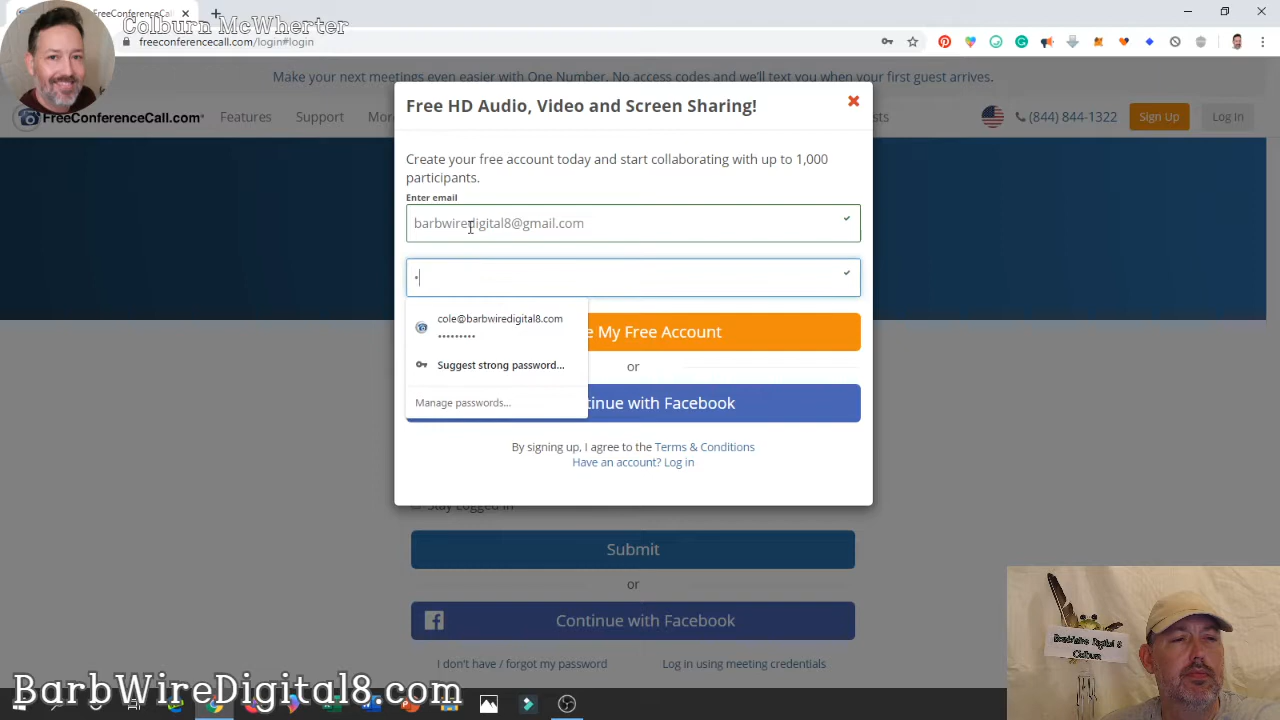 Colburn McWherter
freeconferencecall.com/login#login
Make your next meetings even easier with One Number. No access codes and we'll text you when your first guest arrives.
FreeConferenceCall.com
Features
Support
(844) 844-1322
Sign Up
Log In
Free HD Audio, Video and Screen Sharing!
Create your free account today and start collaborating with up to 1,000
participants.
Enter email
barbwiredigital8@gmail.com
cole@barbwiredigital8.com
•••••••••
Suggest strong password...
Manage passwords...
My Free Account
or
with Facebook
By signing up, I agree to the Terms & Conditions
Have an account? Log in
Submit
or
Continue with Facebook
I don't have / forgot my password
Log in using meeting credentials
BarbWire Digital 8
Colburn
BarbWireDigital8.com